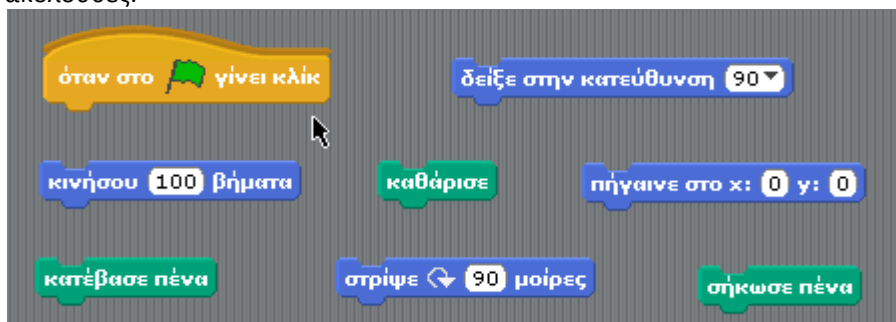 όταν στο γίνει κλίκ
δείξε στην κατεύθυνση 90
κινήσου 100 βήματα
καθάρισε
πήγαινε στο x: 0 y: 0
κατέβασε πένα
στρίψε 90 μοίρες
σήκωσε πένα